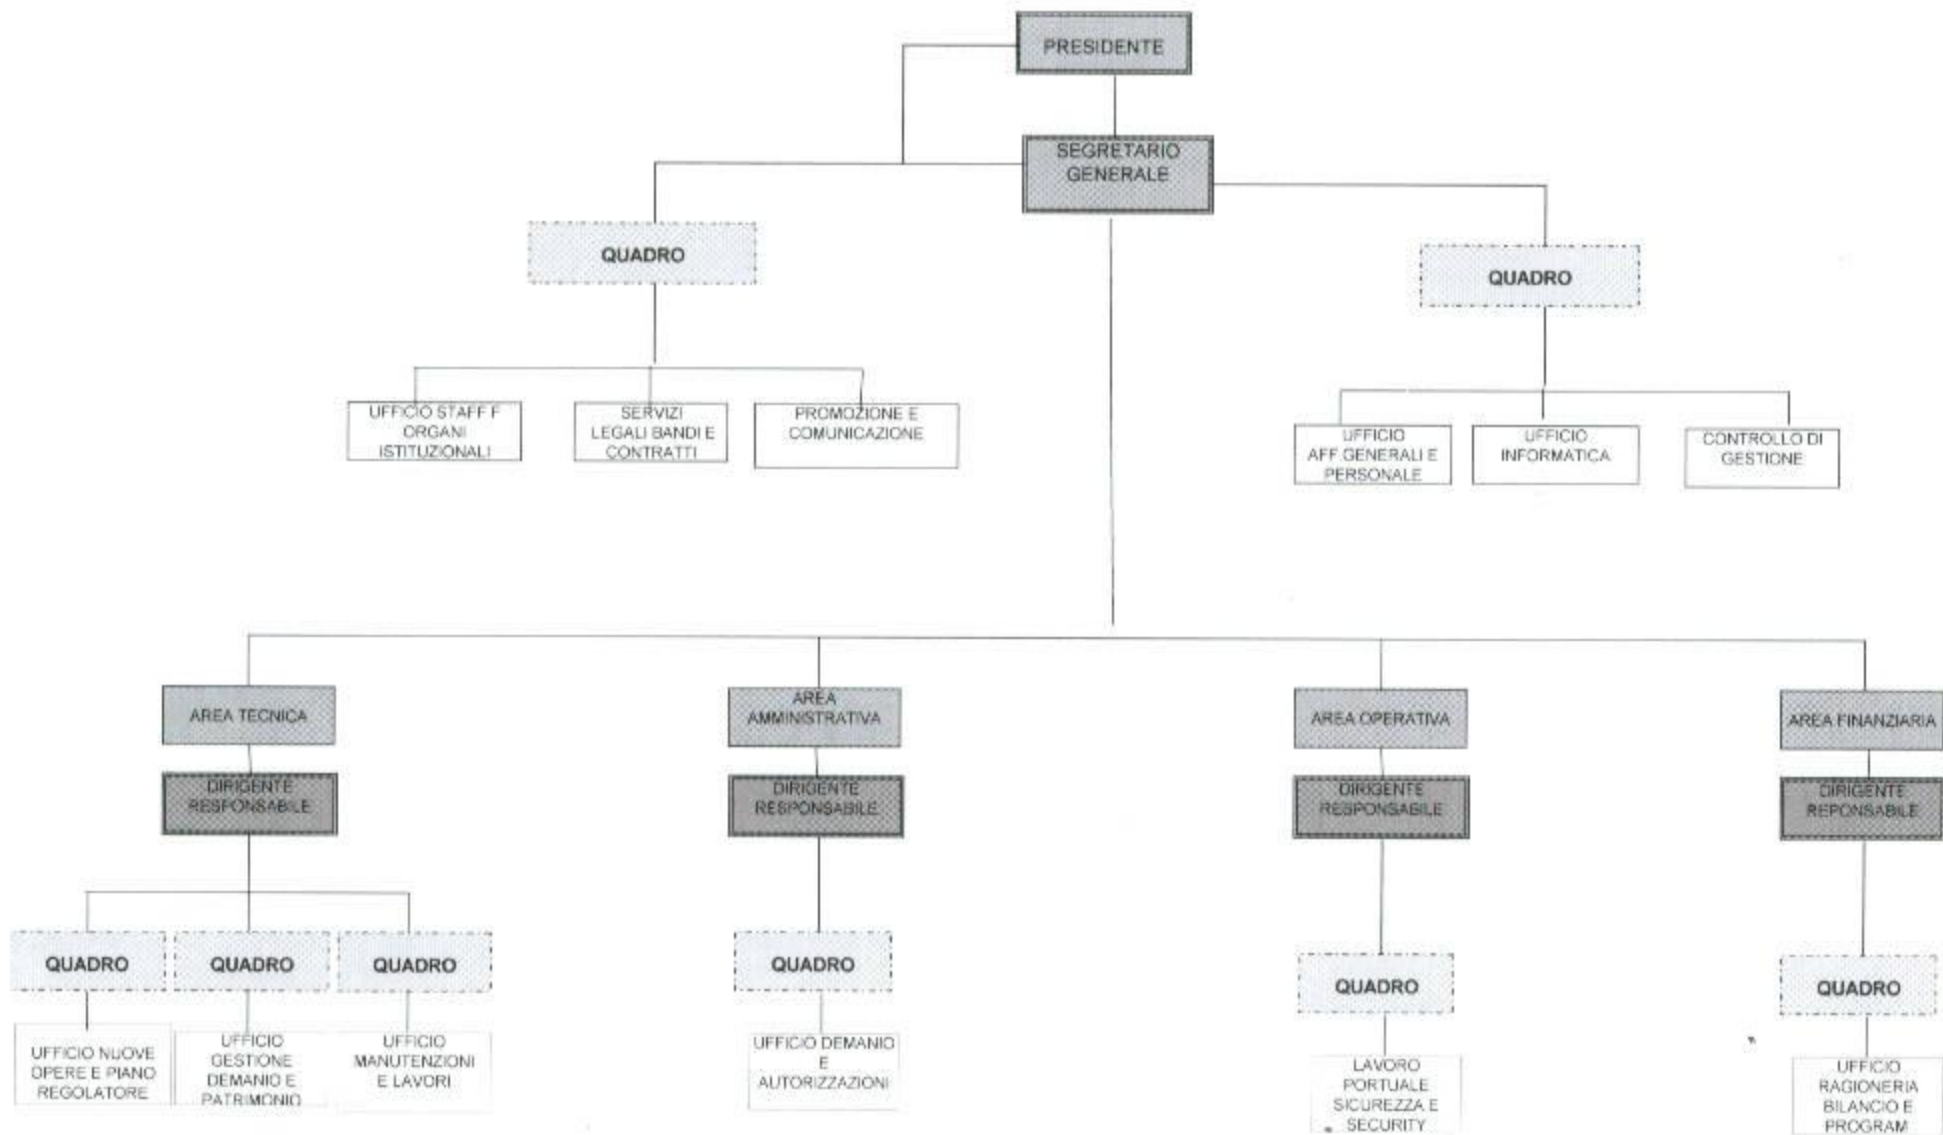 PRESIDENTE
SEGRETARIO
GENERALE
QUADRO
QUADRO
UFFICIO STAFF F
ORGANI
ISTITUZIONALI
SERVIZI
LEGALI BANDI E
CONTRATTI
PROMOZIONE E
COMUNICAZIONE
UFFICIO
AFF.GENERALI E
PERSONALE
UFFICIO
INFORMATICA
CONTROLLO DI
GESTIONE
AREA TECNICA
AREA
AMMINISTRATIVA
AREA OPERATIVA
AREA FINANZIARIA
DIRIGENTE
RESPONSABILE
DIRIGENTE
RESPONSABILE
DIRIGENTE
RESPONSABILE
DIRIGENTE
REPONSABILE
QUADRO
QUADRO
QUADRO
QUADRO
QUADRO
QUADRO
UFFICIO NUOVE
OPERE E PIANO
REGOLATORE
UFFICIO
GESTIONE
DEMANIO E
PATRIMONIO
UFFICIO
MANUTENZIONI
E LAVORI
UFFICIO DEMANIO
E
AUTORIZZAZIONI
LAVORO
PORTUALE
SICUREZZA E
SECURITY
UFFICIO
RAGIONERIA
BILANCIO E
PROGRAM